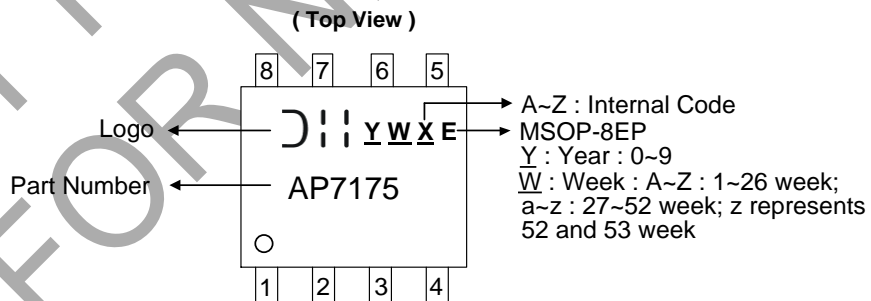 ( Top View )
8 7 6 5
Logo
Y W X E
A~Z : Internal Code
MSOP-8EP
Y : Year : 0~9
W : Week : A~Z : 1~26 week;
a~z : 27~52 week; z represents
52 and 53 week
Part Number
AP7175
1 2 3 4